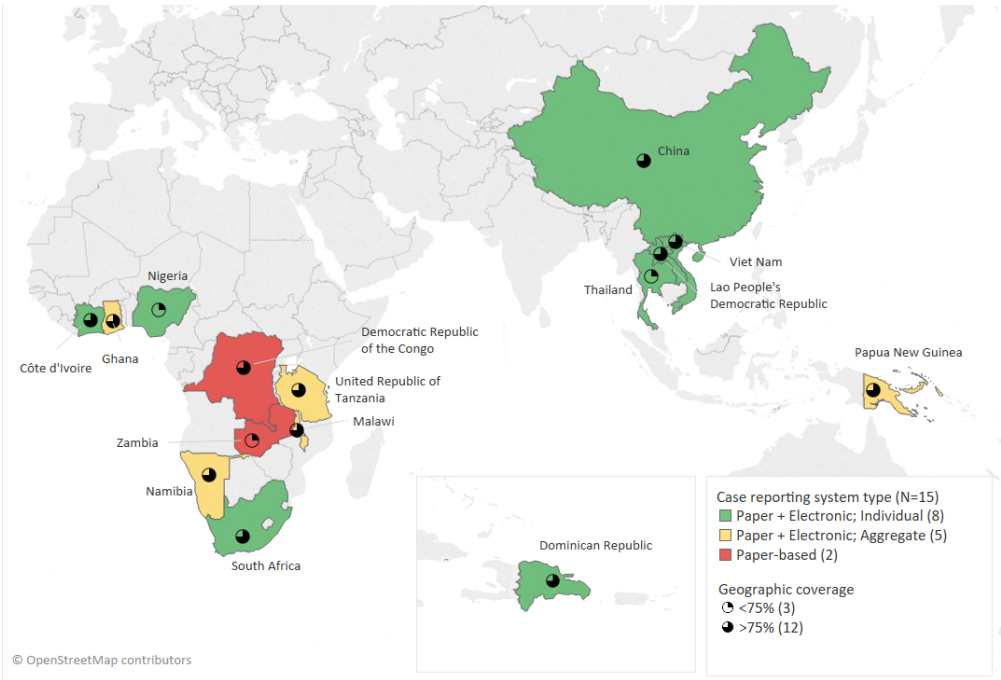 China
Viet Nam
Thailand
Lao People's
Democratic Republic
Nigeria
Côte d'Ivoire
Ghana
Democratic Republic
of the Congo
United Republic of
Tanzania
Malawi
Zambia
Namibia
South Africa
Papua New Guinea
Dominican Republic
Case reporting system type (N=15)
Paper + Electronic; Individual (8)
Paper + Electronic; Aggregate (5)
Paper-based (2)
Geographic coverage
<75% (3)
>75% (12)
© OpenStreetMap contributors